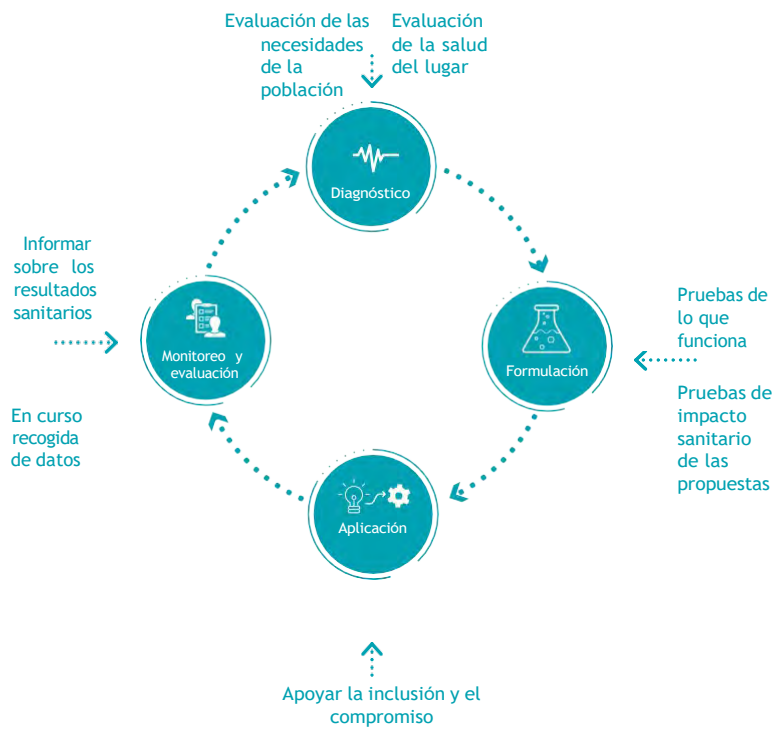 Evaluación de las
necesidades
de la
población
Evaluación
de la salud
del lugar
Diagnóstico
Informar
sobre los
resultados
sanitarios
Monitoreo y
evaluación
Formulación
Pruebas de
lo que
funciona
Pruebas de
impacto
sanitario
de las
propuestas
En curso
recogida
de datos
Aplicación
Apoyar la inclusión y el
compromiso